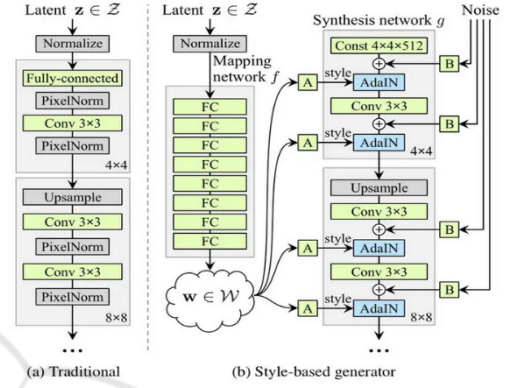 Latent z ∈ Z
Normalize
Fully-connected
PixelNorm
Conv 3×3
PixelNorm
4×4
Upsample
Conv 3×3
PixelNorm
Conv 3×3
PixelNorm
8×8
...
(a) Traditional
Latent z ∈ Z
Normalize
Mapping
network f
FC
FC
FC
FC
FC
FC
FC
FC
w ∈ W
A
style
A
style
A
style
A
style
Noise
Synthesis network g
Const 4×4×512
B
AdaIN
Conv 3×3
B
AdaIN
4×4
Upsample
Conv 3×3
B
AdaIN
Conv 3×3
B
AdaIN
8×8
...
(b) Style-based generator